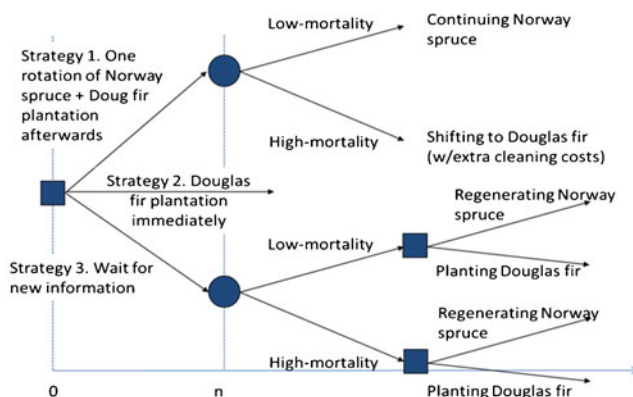 Low-mortality
Continuing Norway
spruce
Strategy 1. One
rotation of Norway
spruce + Doug fir
plantation
afterwards
High-mortality
Shifting to Douglas fir
(w/extra cleaning costs)
Strategy 2. Douglas
fir plantation
immediately
Regenerating Norway
spruce
Low-mortality
Strategy 3. Wait for
new information
Planting Douglas fir
Regenerating Norway
spruce
High-mortality
Planting Douglas fir
0
n